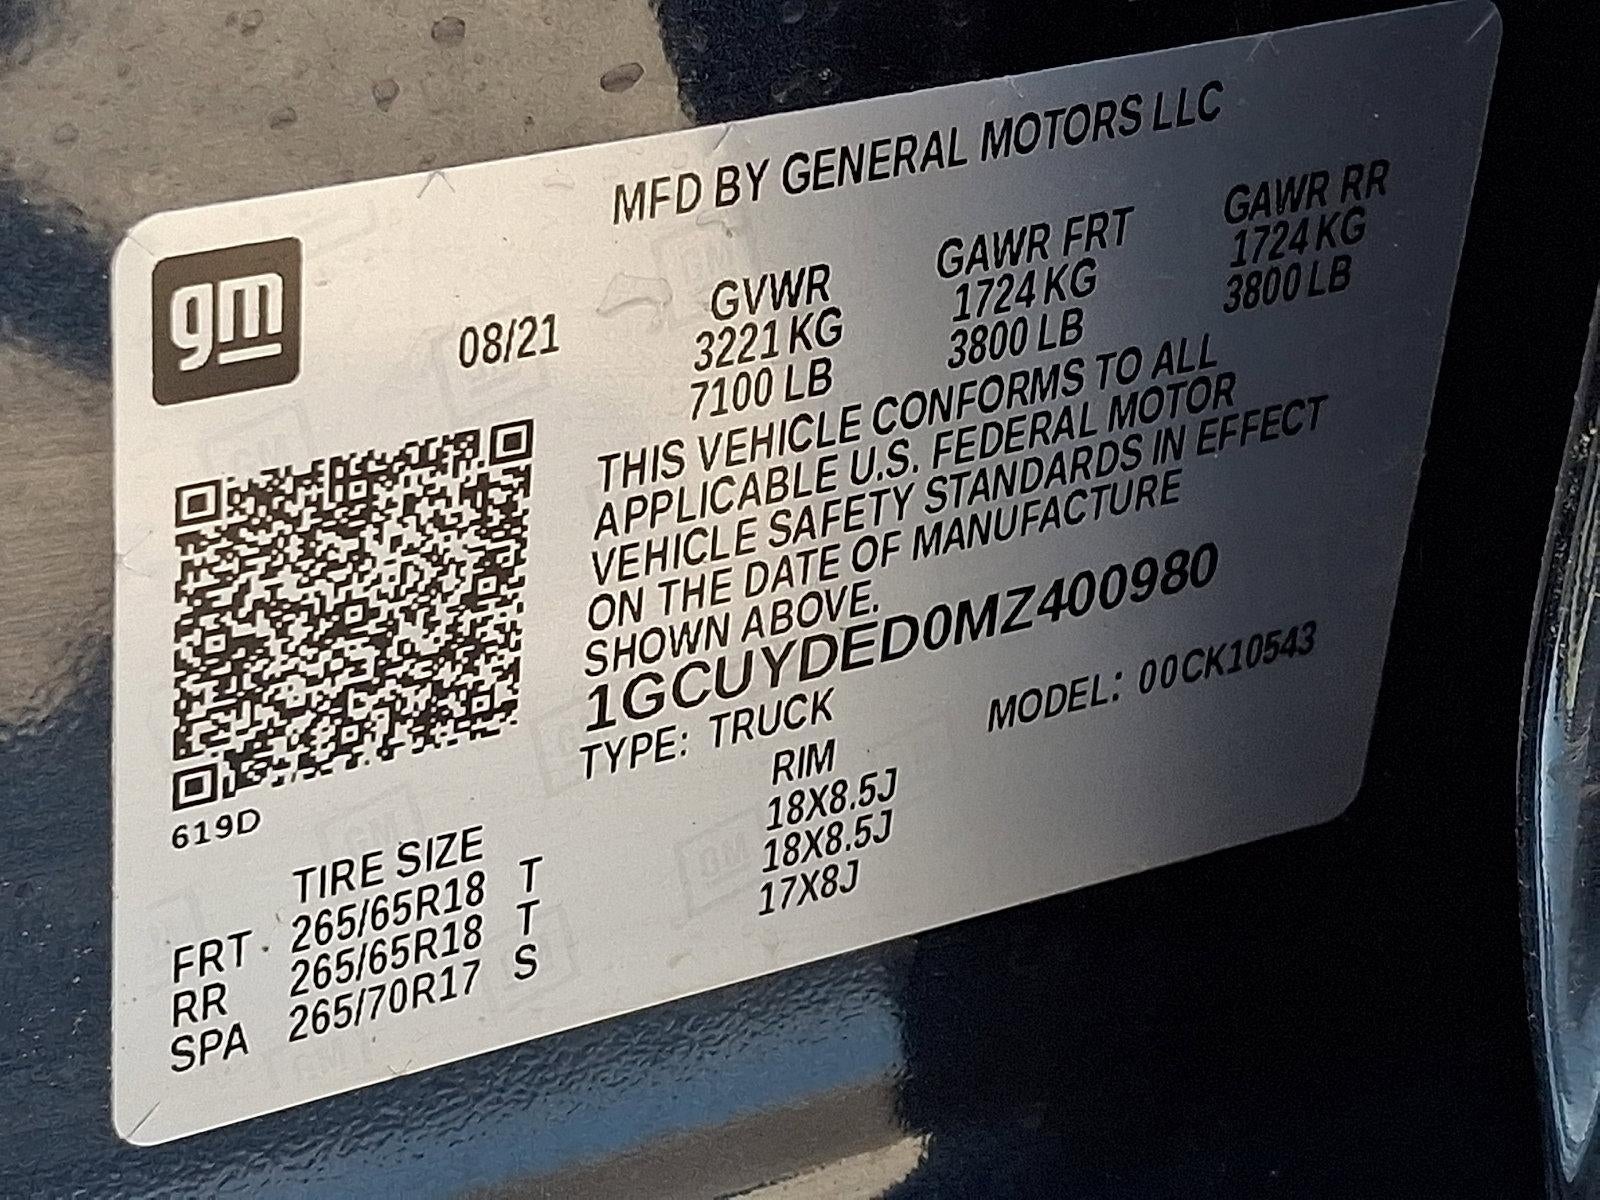 MFD BY GENERAL MOTORS LLC
gm
08/21
GVWR GAWR FRT GAWR RR
3221 KG 1724 KG 1724 KG
7100 LB 3800 LB 3800 LB
THIS VEHICLE CONFORMS TO ALL
APPLICABLE U.S. FEDERAL MOTOR
VEHICLE SAFETY STANDARDS IN EFFECT
ON THE DATE OF MANUFACTURE
SHOWN ABOVE.
1GCUYDED0MZ400980
TYPE: TRUCK MODEL: 00CK10543
619D
TIRE SIZE RIM
FRT 265/65R18 T 18X8.5J
RR 265/65R18 T 18X8.5J
SPA 265/70R17 S 17X8J